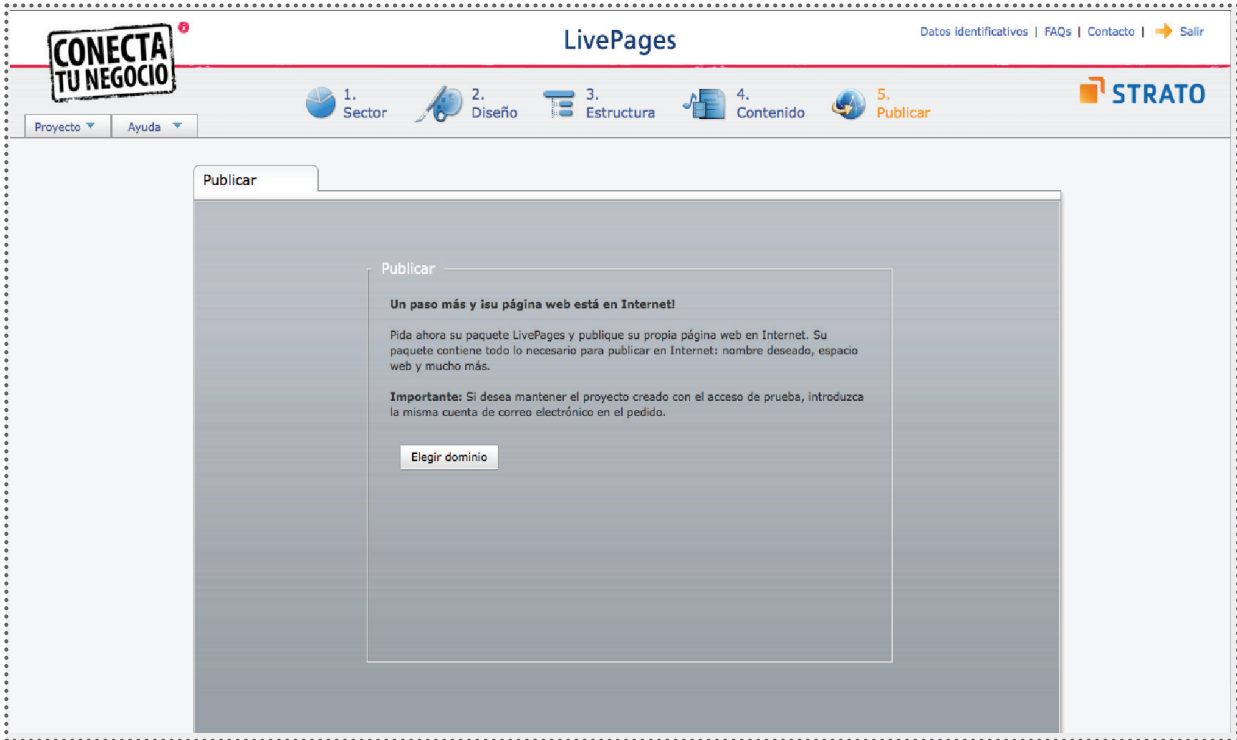 CONECTA
TU NEGOCIO
LivePages
Datos identificativos | FAQs | Contacto | Salir
1. Sector
2. Diseño
3. Estructura
4. Contenido
5. Publicar
STRATO
Proyecto
Ayuda
Publicar
Publicar
Un paso más y ¡su página web está en Internet!
Pida ahora su paquete LivePages y publique su propia página web en Internet. Su
paquete contiene todo lo necesario para publicar en Internet: nombre deseado, espacio
web y mucho más.
Importante: Si desea mantener el proyecto creado con el acceso de prueba, introduzca
la misma cuenta de correo electrónico en el pedido.
Elegir dominio